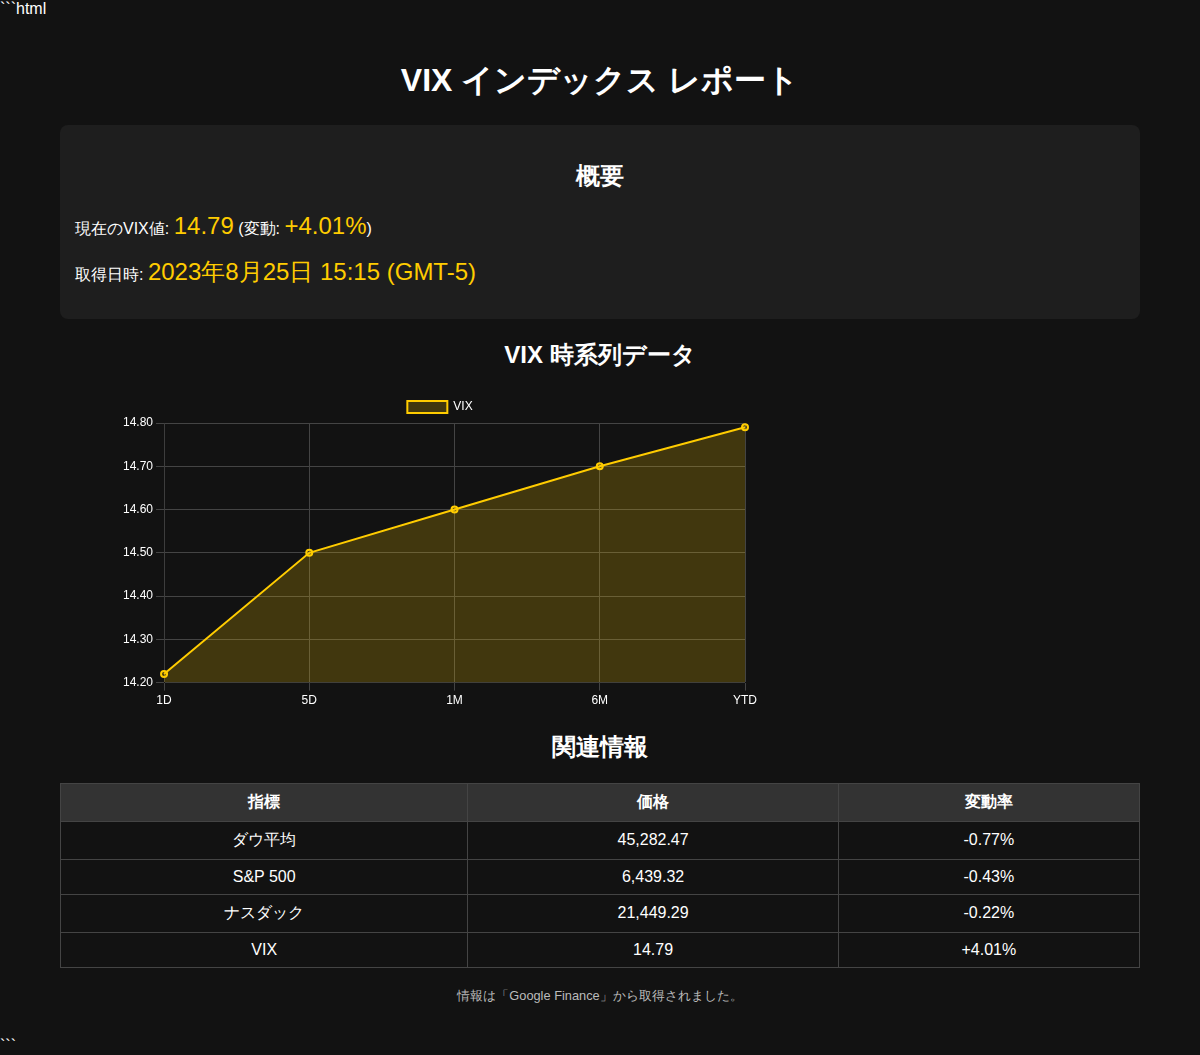 ```html
VIX インデックス レポート
概要
現在のVIX値: 14.79 (変動: +4.01%)
取得日時: 2023年8月25日 15:15 (GMT-5)
VIX 時系列データ
VIX
14.80
14.70
14.60
14.50
14.40
14.30
14.20
1D 5D 1M 6M YTD
関連情報
指標 価格 変動率
ダウ平均 45,282.47 -0.77%
S&P 500 6,439.32 -0.43%
ナスダック 21,449.29 -0.22%
VIX 14.79 +4.01%
情報は「Google Finance」から取得されました。
```